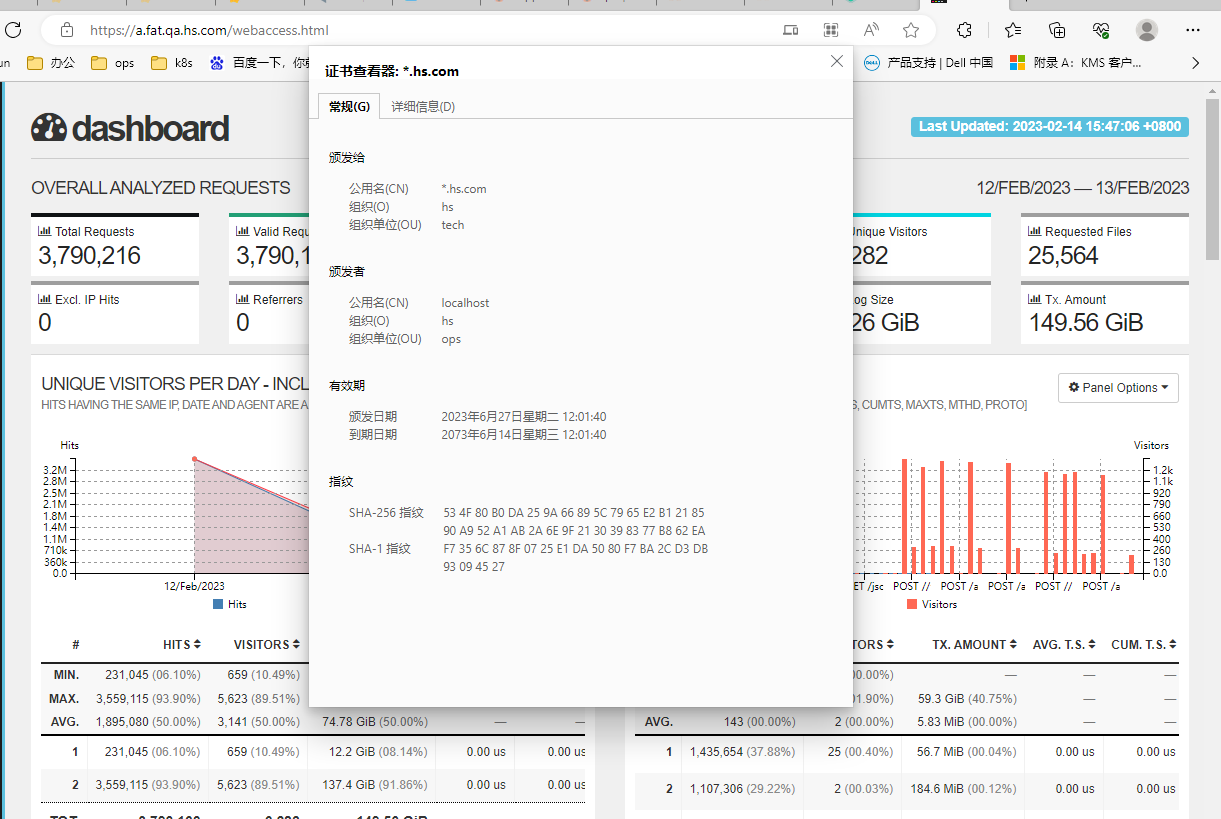 https://a.fat.qa.hs.com/webaccess.html
un
办公
ops
k8s
百度一下，你
产品支持 | Dell 中国
附录 A：KMS 客户...
证书查看器: *.hs.com
常规(G)
详细信息(D)
颁发给
公用名(CN) *.hs.com
组织(O) hs
组织单位(OU) tech
颁发者
公用名(CN) localhost
组织(O) hs
组织单位(OU) ops
有效期
颁发日期 2023年6月27日星期二 12:01:40
到期日期 2073年6月14日星期三 12:01:40
指纹
SHA-256 指纹 53 4F 80 B0 DA 25 9A 66 89 5C 79 65 E2 B1 21 85
90 A9 52 A1 AB 2A 6E 9F 21 30 39 83 77 B8 62 EA
SHA-1 指纹 F7 35 6C 87 8F 07 25 E1 DA 50 80 F7 BA 2C D3 DB
93 09 45 27
dashboard
Last Updated: 2023-02-14 15:47:06 +0800
OVERALL ANALYZED REQUESTS
12/FEB/2023 — 13/FEB/2023
Total Requests
3,790,216
Valid Requ
3,790,1
Unique Visitors
282
Requested Files
25,564
Excl. IP Hits
0
Referrers
0
og Size
26 GiB
Tx. Amount
149.56 GiB
UNIQUE VISITORS PER DAY - INCL
HITS HAVING THE SAME IP, DATE AND AGENT ARE A
S, CUMTS, MAXTS, MTHD, PROTO]
Panel Options
Hits
3.2M
2.8M
2.5M
2.1M
1.8M
1.4M
1.1M
710k
360k
0.0
12/Feb/2023
Hits
Visitors
1.2k
1.1k
920
790
660
530
400
260
130
0.0
ET /jsc POST // POST /a POST /a POST // POST /a
Visitors
# HITS VISITORS
MIN. 231,045 (06.10%) 659 (10.49%)
MAX. 3,559,115 (93.90%) 5,623 (89.51%)
AVG. 1,895,080 (50.00%) 3,141 (50.00%) 74.78 GiB (50.00%) — —
1 231,045 (06.10%) 659 (10.49%) 12.2 GiB (08.14%) 0.00 us 0.00 us
2 3,559,115 (93.90%) 5,623 (89.51%) 137.4 GiB (91.86%) 0.00 us 0.00 us
TORS TX. AMOUNT AVG. T.S. CUM. T.S.
00.00%) — — —
01.90%) 59.3 GiB (40.75%) — —
AVG. 143 (00.00%) 2 (00.00%) 5.83 MiB (00.00%) — —
1 1,435,654 (37.88%) 25 (00.40%) 56.7 MiB (00.04%) 0.00 us 0.00 us
2 1,107,306 (29.22%) 2 (00.03%) 184.6 MiB (00.12%) 0.00 us 0.00 us